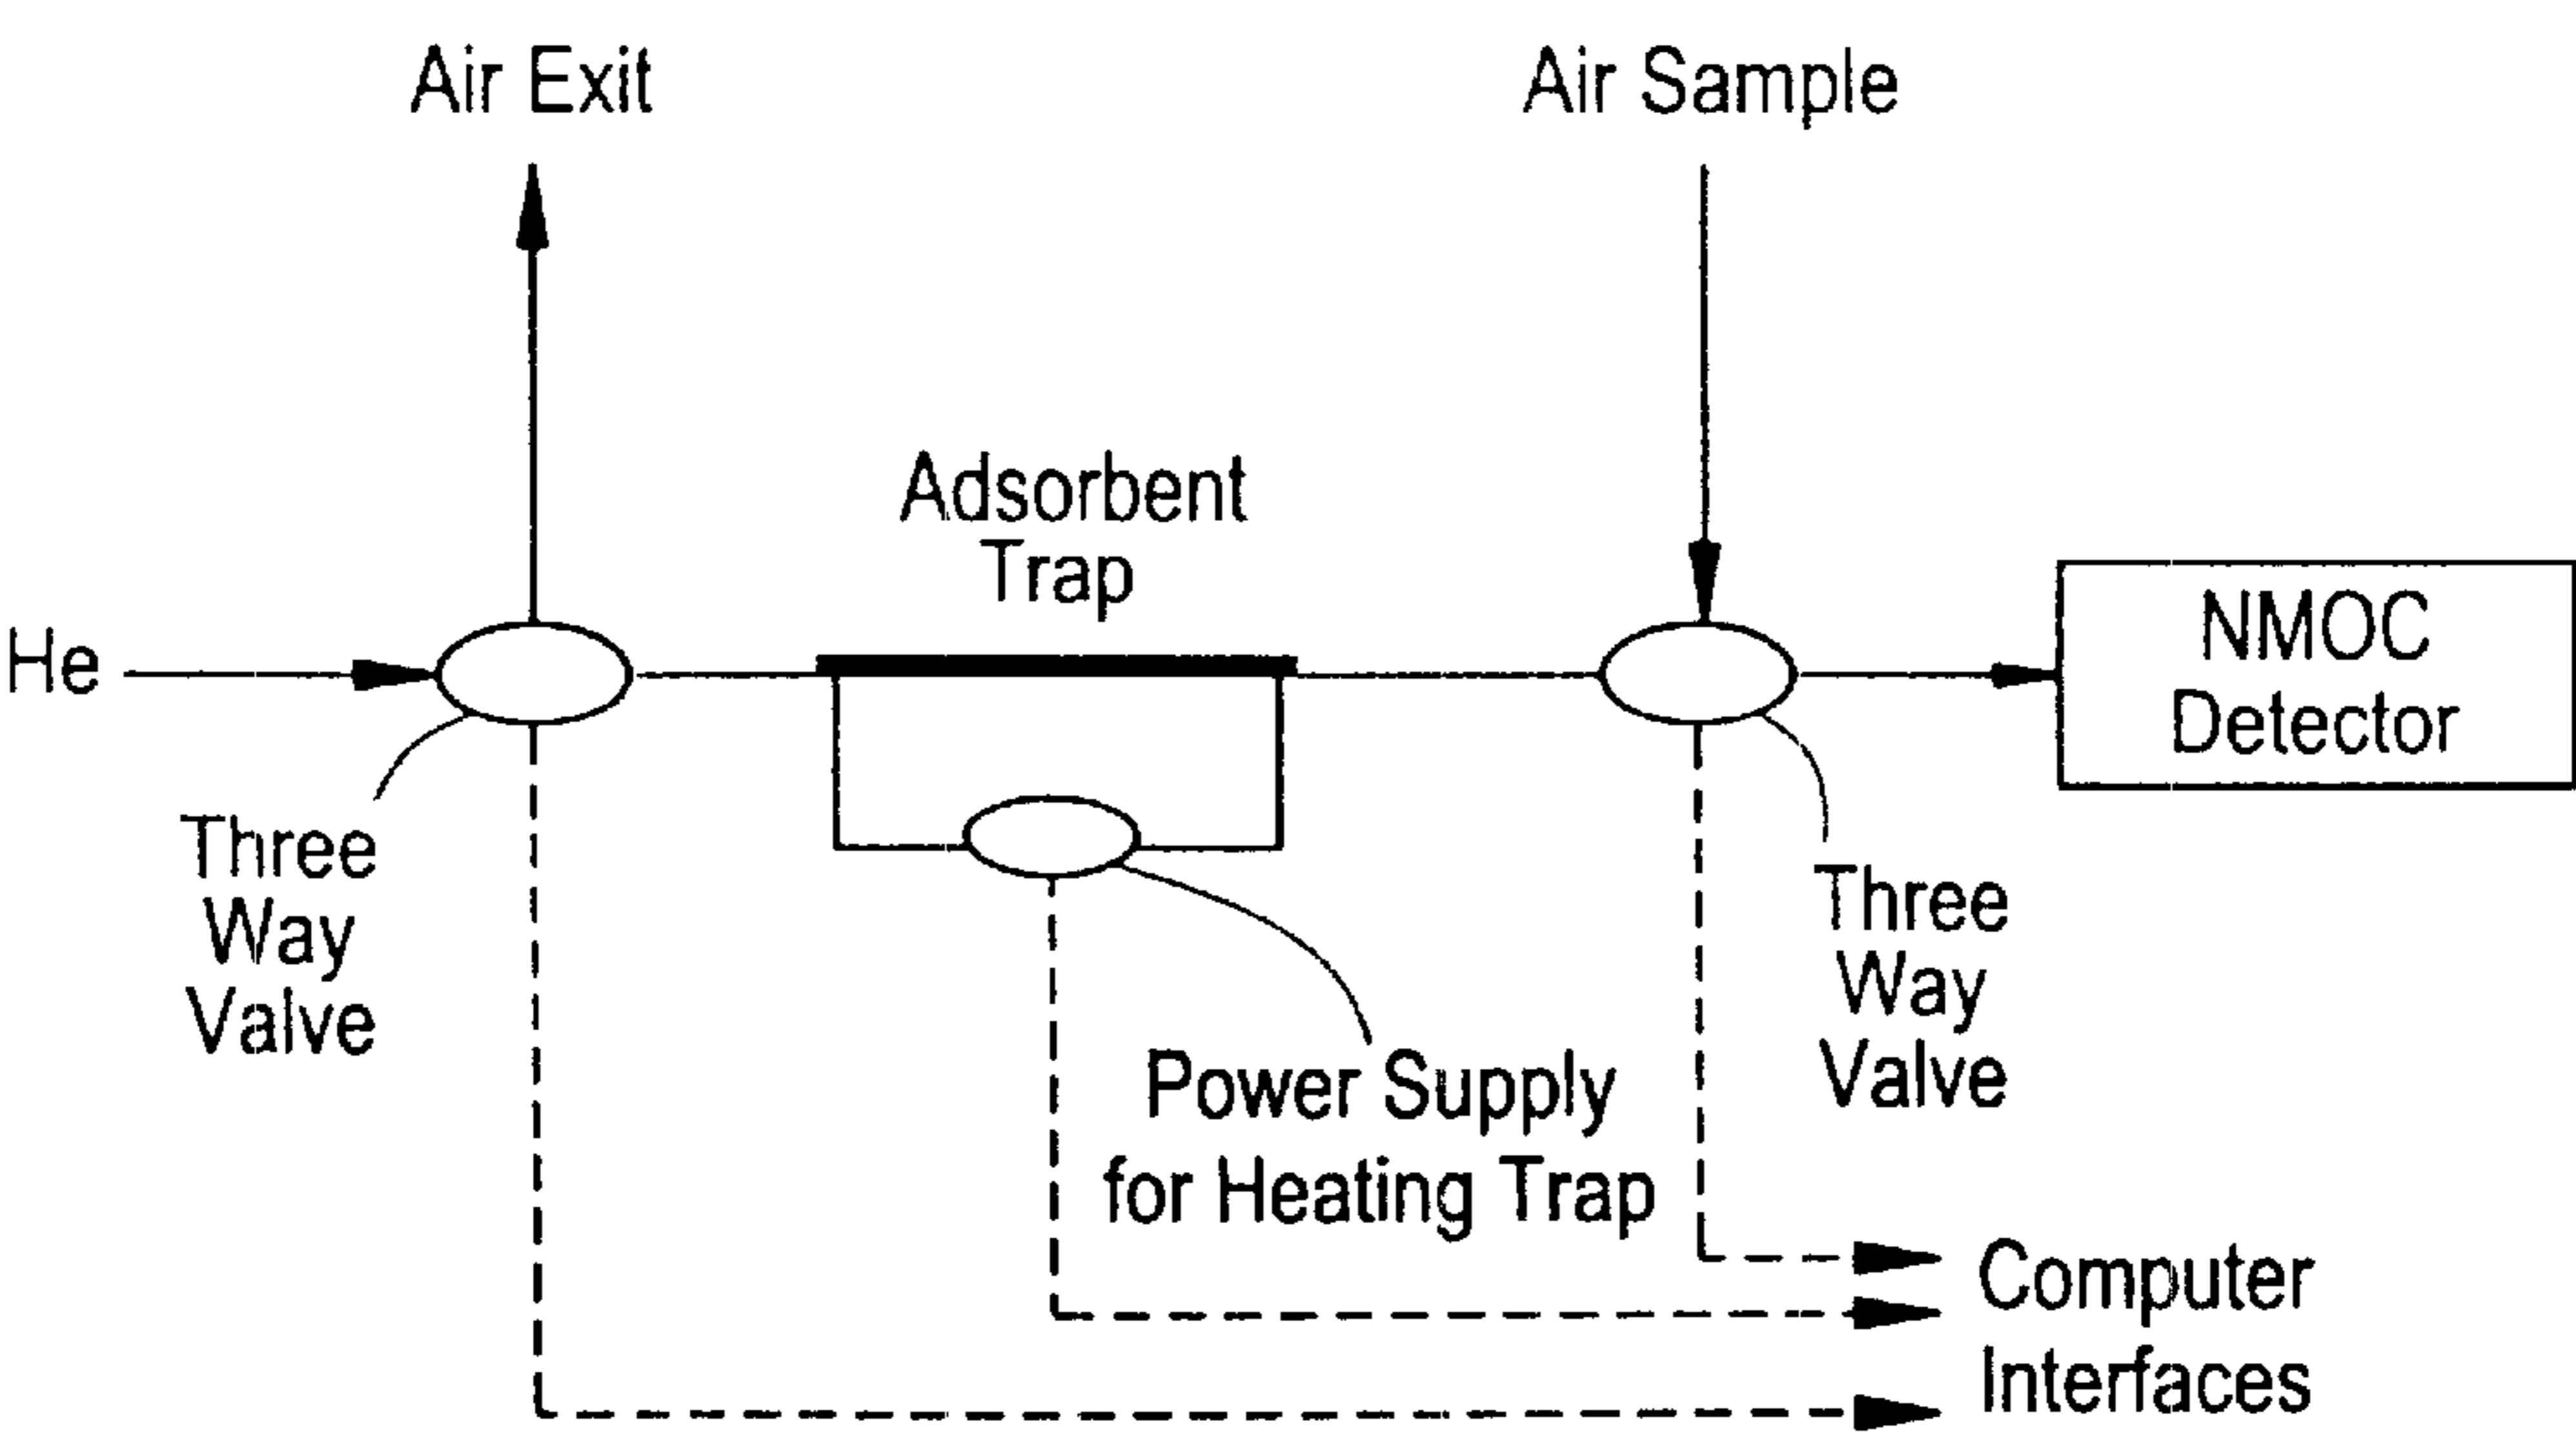 Air Exit
Air Sample
Adsorbent
Trap
He
NMOC
Detector
Three
Way
Valve
Three
Way
Valve
Power Supply
for Heating Trap
Computer
Interfaces